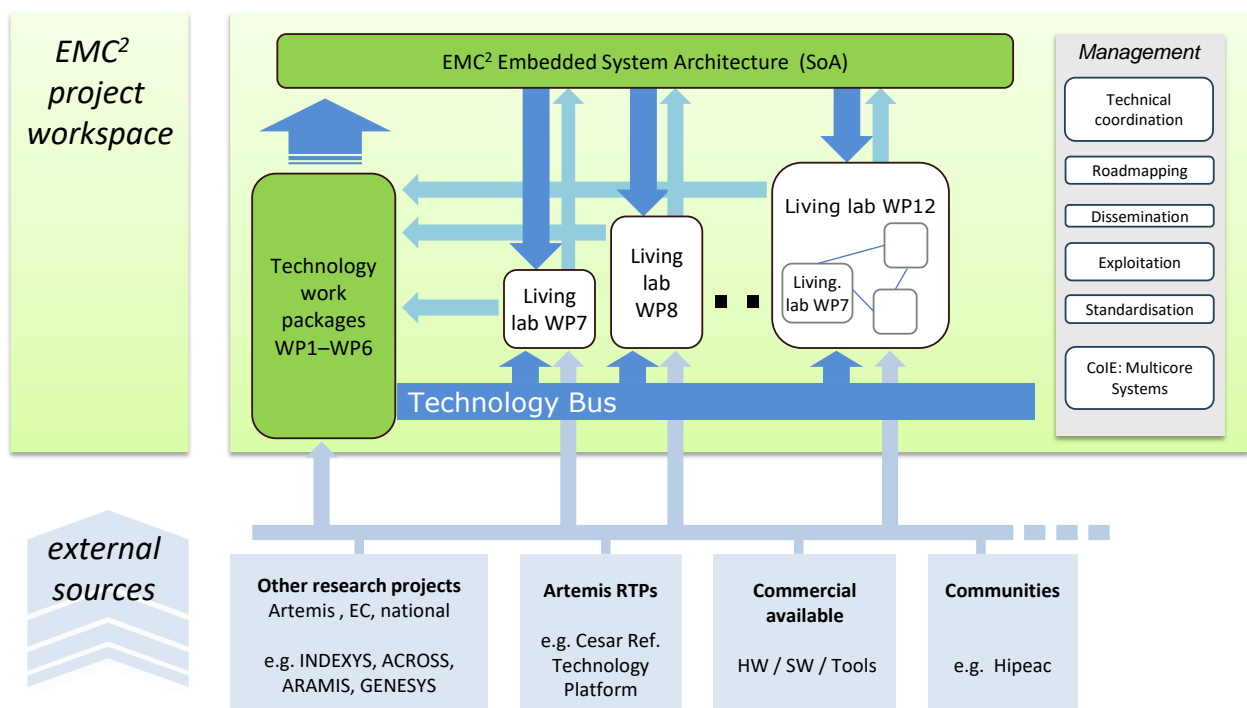 EMC2
project
workspace
EMC2 Embedded System Architecture (SoA)
Management
Technical
coordination
Roadmapping
Dissemination
Exploitation
Standardisation
CoIE: Multicore
Systems
Technology
work
packages
WP1–WP6
Living
lab WP7
Living
lab
WP8
Living lab WP12
Living.
lab WP7
Technology Bus
external
sources
Other research projects
Artemis , EC, national
e.g. INDEXYS, ACROSS,
ARAMIS, GENESYS
Artemis RTPs
e.g. Cesar Ref.
Technology
Platform
Commercial
available
HW / SW / Tools
Communities
e.g. Hipeac